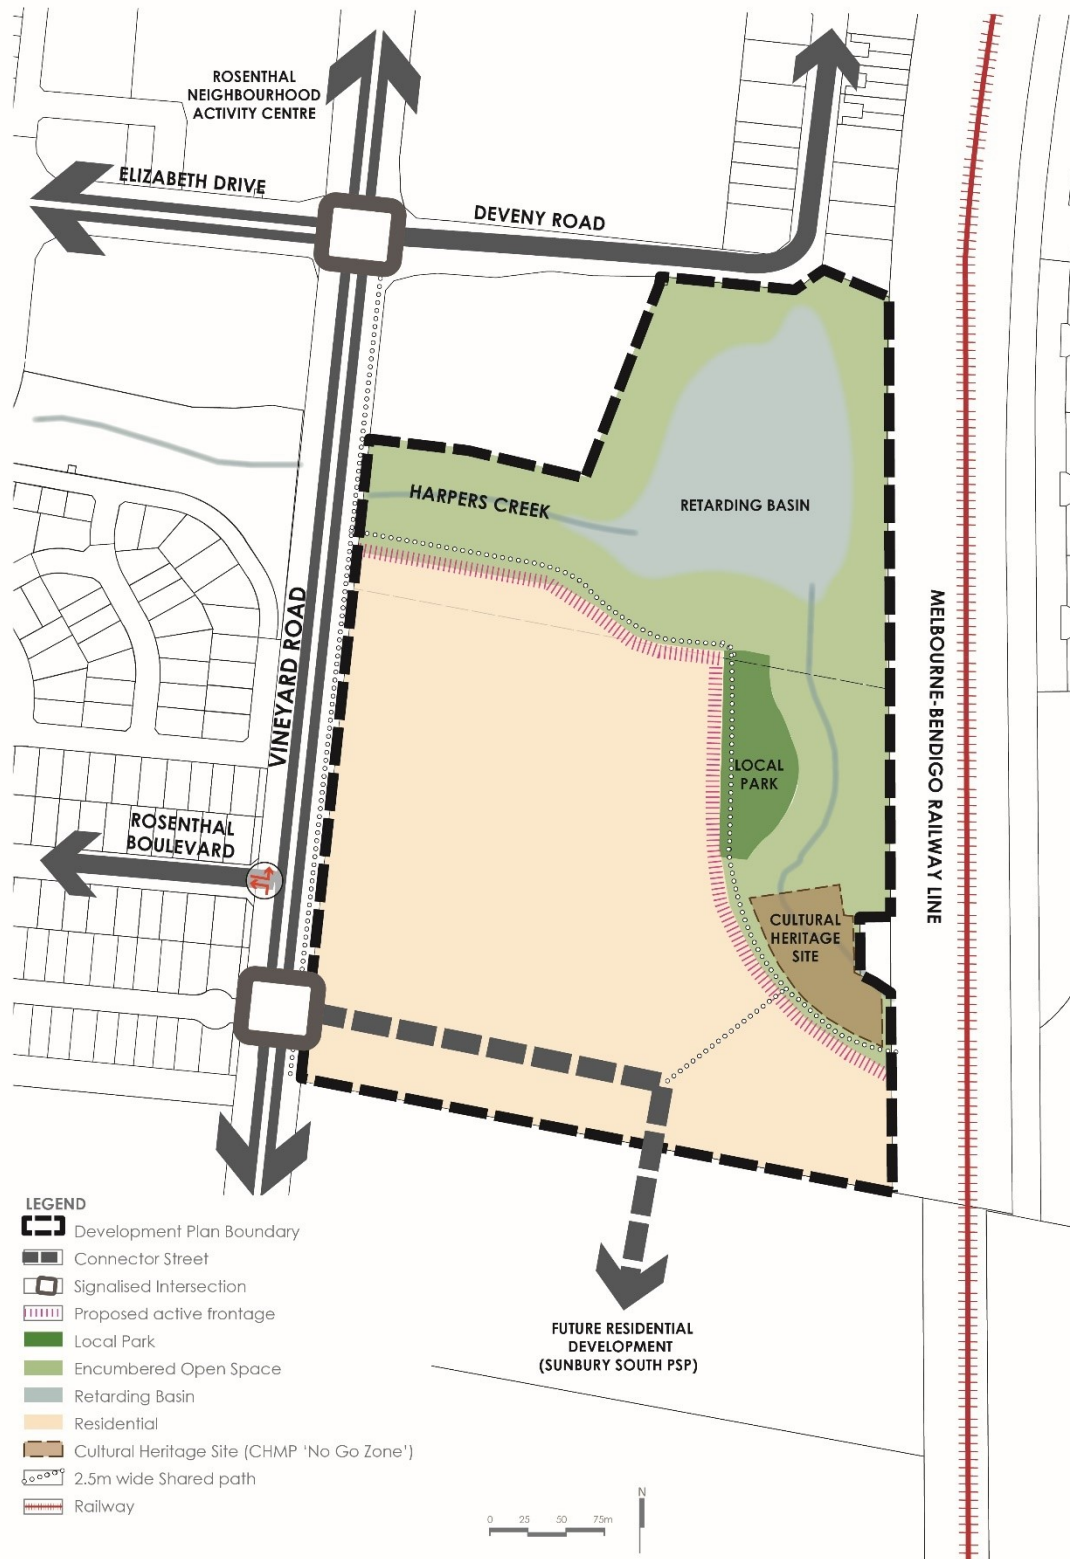 ROSENTHAL
NEIGHBOURHOOD
ACTIVITY CENTRE
ELIZABETH DRIVE
DEVENY ROAD
HARPERS CREEK
RETARDING BASIN
VINEYARD ROAD
MELBOURNE-BENDIGO RAILWAY LINE
LOCAL
PARK
ROSENTHAL
BOULEVARD
CULTURAL
HERITAGE
SITE
FUTURE RESIDENTIAL
DEVELOPMENT
(SUNBURY SOUTH PSP)
LEGEND
Development Plan Boundary
Connector Street
Signalised Intersection
Proposed active frontage
Local Park
Encumbered Open Space
Retarding Basin
Residential
Cultural Heritage Site (CHMP ‘No Go Zone’)
2.5m wide Shared path
Railway
0 25 50 75m
N